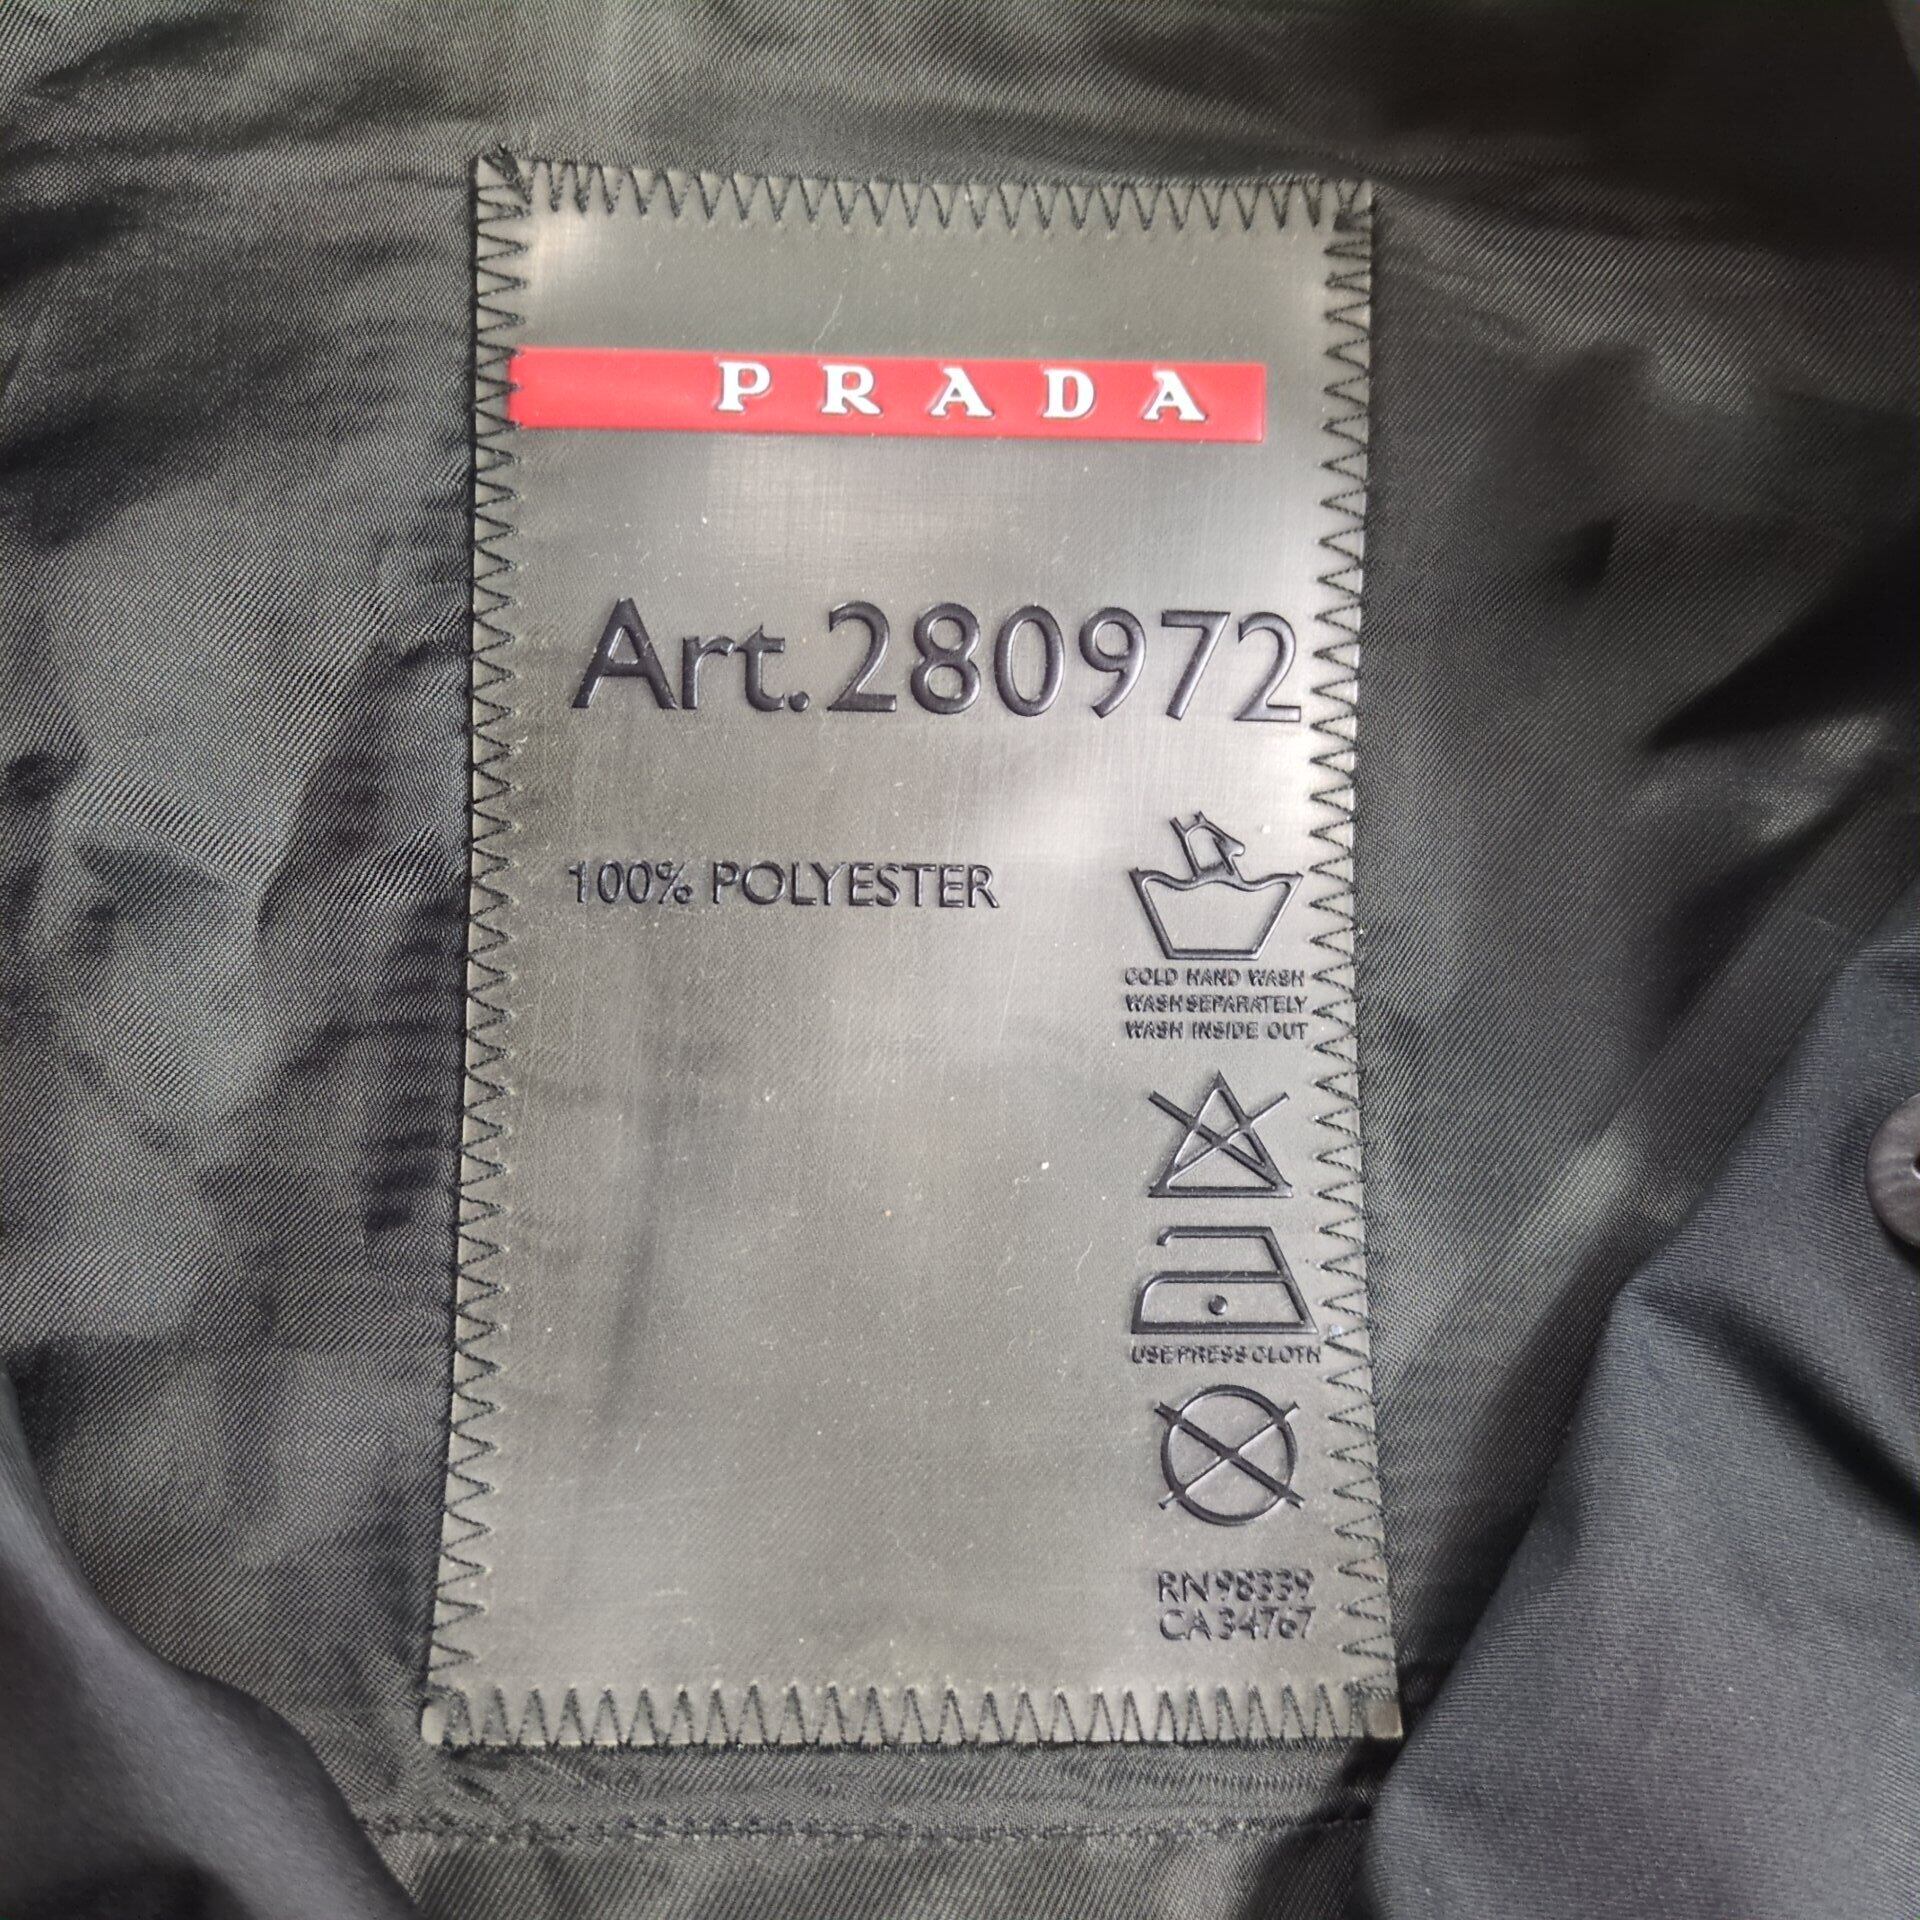 PRADA
Art.280972
100% POLYESTER
COLD HAND WASH
WASH SEPARATELY
WASH INSIDE OUT
USE PRESS CLOTH
RN 98339
CA 34767